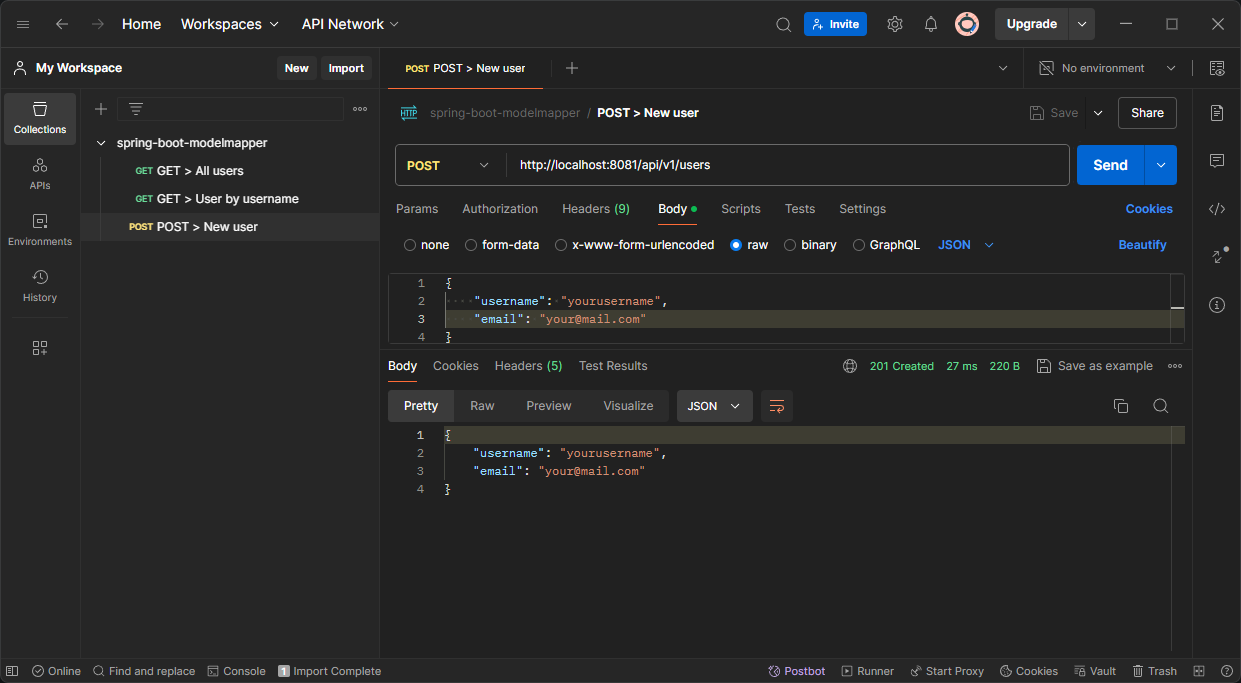 Home Workspaces API Network Invite Upgrade
My Workspace New Import POST POST > New user No environment
Collections
APIs
Environments
History
spring-boot-modelmapper
GET GET > All users
GET GET > User by username
POST POST > New user
HTTP spring-boot-modelmapper / POST > New user Save Share
POST http://localhost:8081/api/v1/users Send
Params Authorization Headers (9) Body Scripts Tests Settings Cookies
none form-data x-www-form-urlencoded raw binary GraphQL JSON Beautify
1 {
2 "username": "yourusername",
3 "email": "your@mail.com"
4 }
Body Cookies Headers (5) Test Results 201 Created 27 ms 220 B Save as example
Pretty Raw Preview Visualize JSON
1 {
2 "username": "yourusername",
3 "email": "your@mail.com"
4 }
Online Find and replace Console 1 Import Complete Postbot Runner Start Proxy Cookies Vault Trash